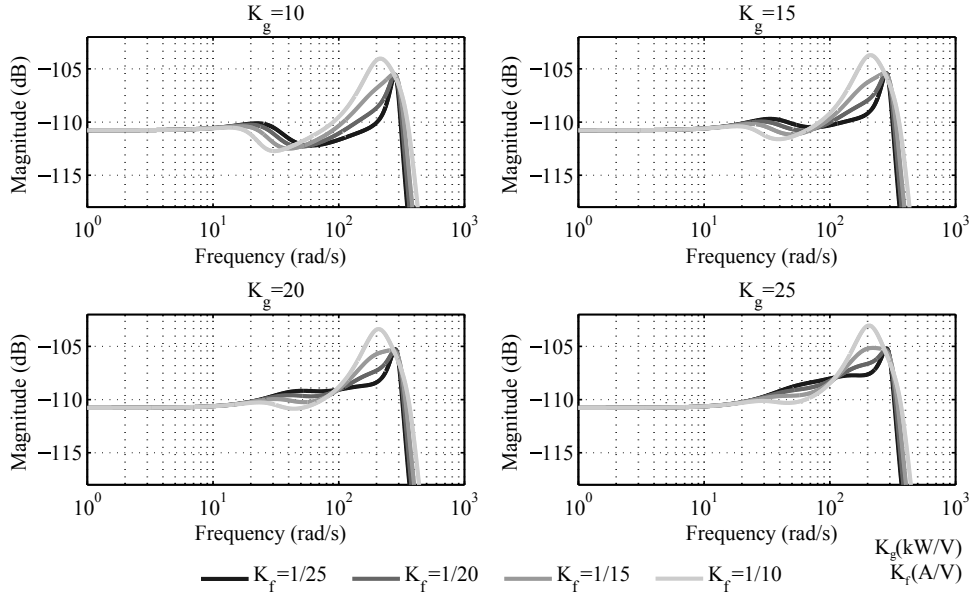 K_g=10
Magnitude (dB)
−105
−110
−115
10^0
10^1
10^2
10^3
Frequency (rad/s)
K_g=15
Magnitude (dB)
−105
−110
−115
10^0
10^1
10^2
10^3
Frequency (rad/s)
K_g=20
Magnitude (dB)
−105
−110
−115
10^0
10^1
10^2
10^3
Frequency (rad/s)
K_g=25
Magnitude (dB)
−105
−110
−115
10^0
10^1
10^2
10^3
Frequency (rad/s)
K_g(kW/V)
K_f(A/V)
K_f=1/25
K_f=1/20
K_f=1/15
K_f=1/10